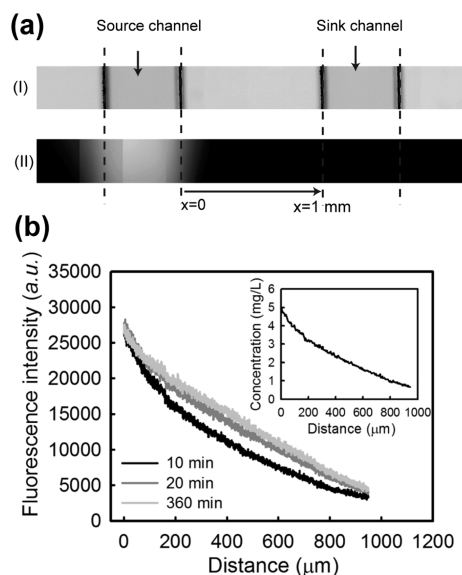 (a)
Source channel
Sink channel
(I)
(II)
x=0
x=1 mm
(b)
Fluorescence intensity (a.u.)
35000
30000
25000
20000
15000
10000
5000
0
0
200
400
600
800
1000
1200
Distance (μm)
10 min
20 min
360 min
Concentration (mg/L)
6
5
4
3
2
1
0
0
200
400
600
800
1000
Distance (μm)